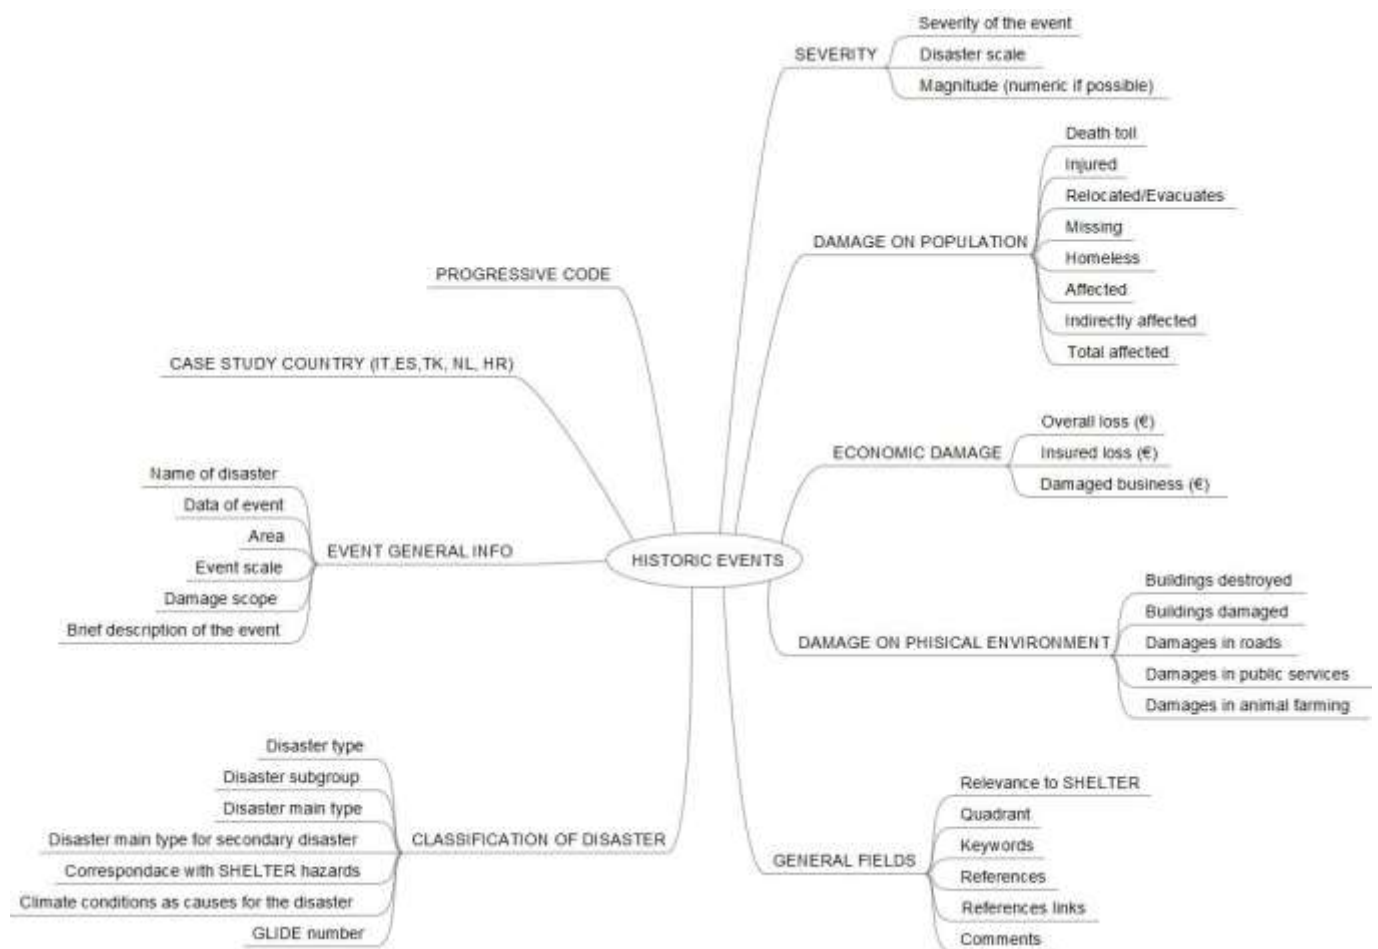 SEVERITY
Severity of the event
Disaster scale
Magnitude (numeric if possible)
DAMAGE ON POPULATION
Death toll
Injured
Relocated/Evacuates
Missing
Homeless
Affected
Indirectly affected
Total affected
PROGRESSIVE CODE
CASE STUDY COUNTRY (IT,ES,TK, NL, HR)
ECONOMIC DAMAGE
Overall loss (€)
Insured loss (€)
Damaged business (€)
EVENT GENERAL INFO
Name of disaster
Data of event
Area
Event scale
Damage scope
Brief description of the event
HISTORIC EVENTS
DAMAGE ON PHISICAL ENVIRONMENT
Buildings destroyed
Buildings damaged
Damages in roads
Damages in public services
Damages in animal farming
CLASSIFICATION OF DISASTER
Disaster type
Disaster subgroup
Disaster main type
Disaster main type for secondary disaster
Correspondace with SHELTER hazards
Climate conditions as causes for the disaster
GLIDE number
GENERAL FIELDS
Relevance to SHELTER
Quadrant
Keywords
References
References links
Comments